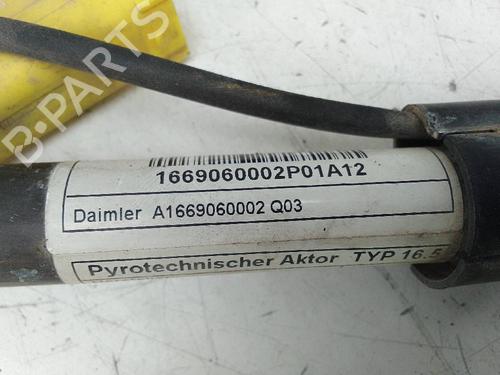 B-PARTS
1669060002P01A12
Daimler A1669060002 Q03
Pyrotechnischer Aktor TYP 16.5